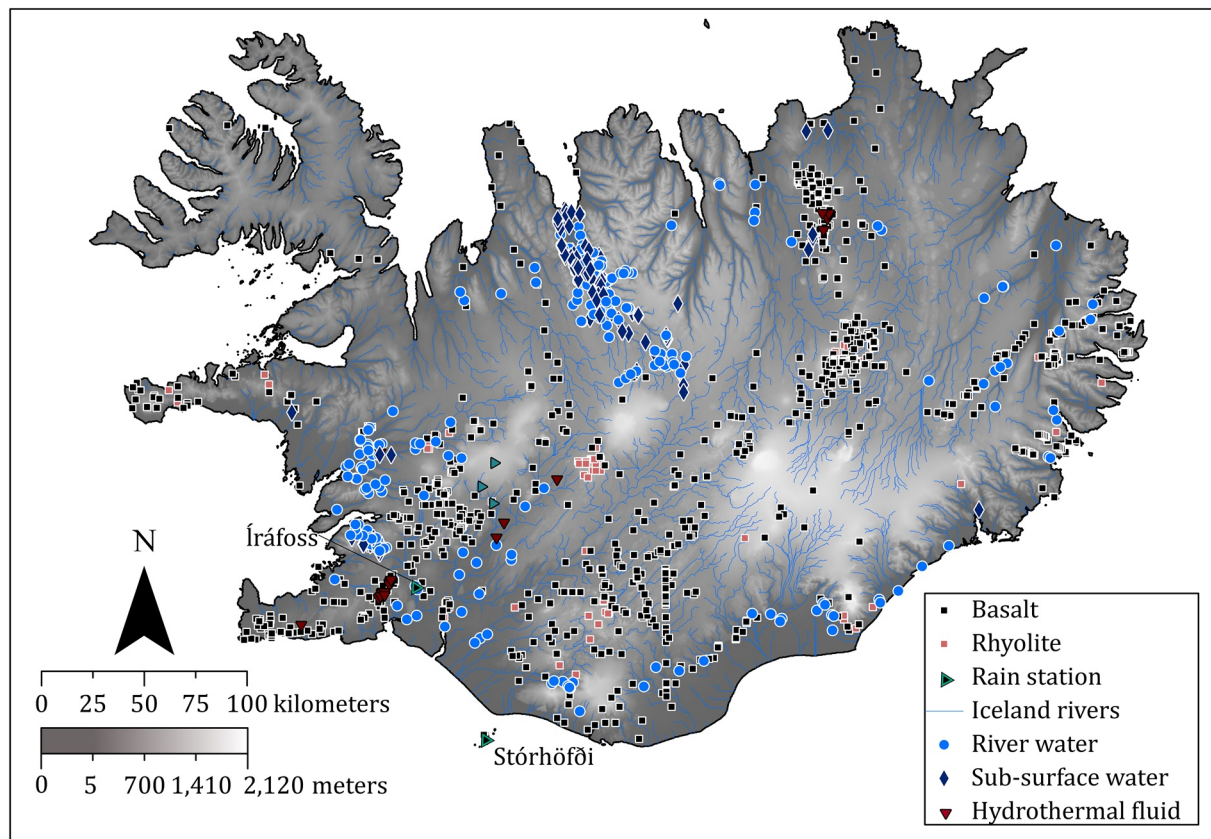 Íráfoss
N
0 25 50 75 100 kilometers
0 5 700 1,410 2,120 meters
Stórhöfði
Basalt
Rhyolite
Rain station
Iceland rivers
River water
Sub-surface water
Hydrothermal fluid